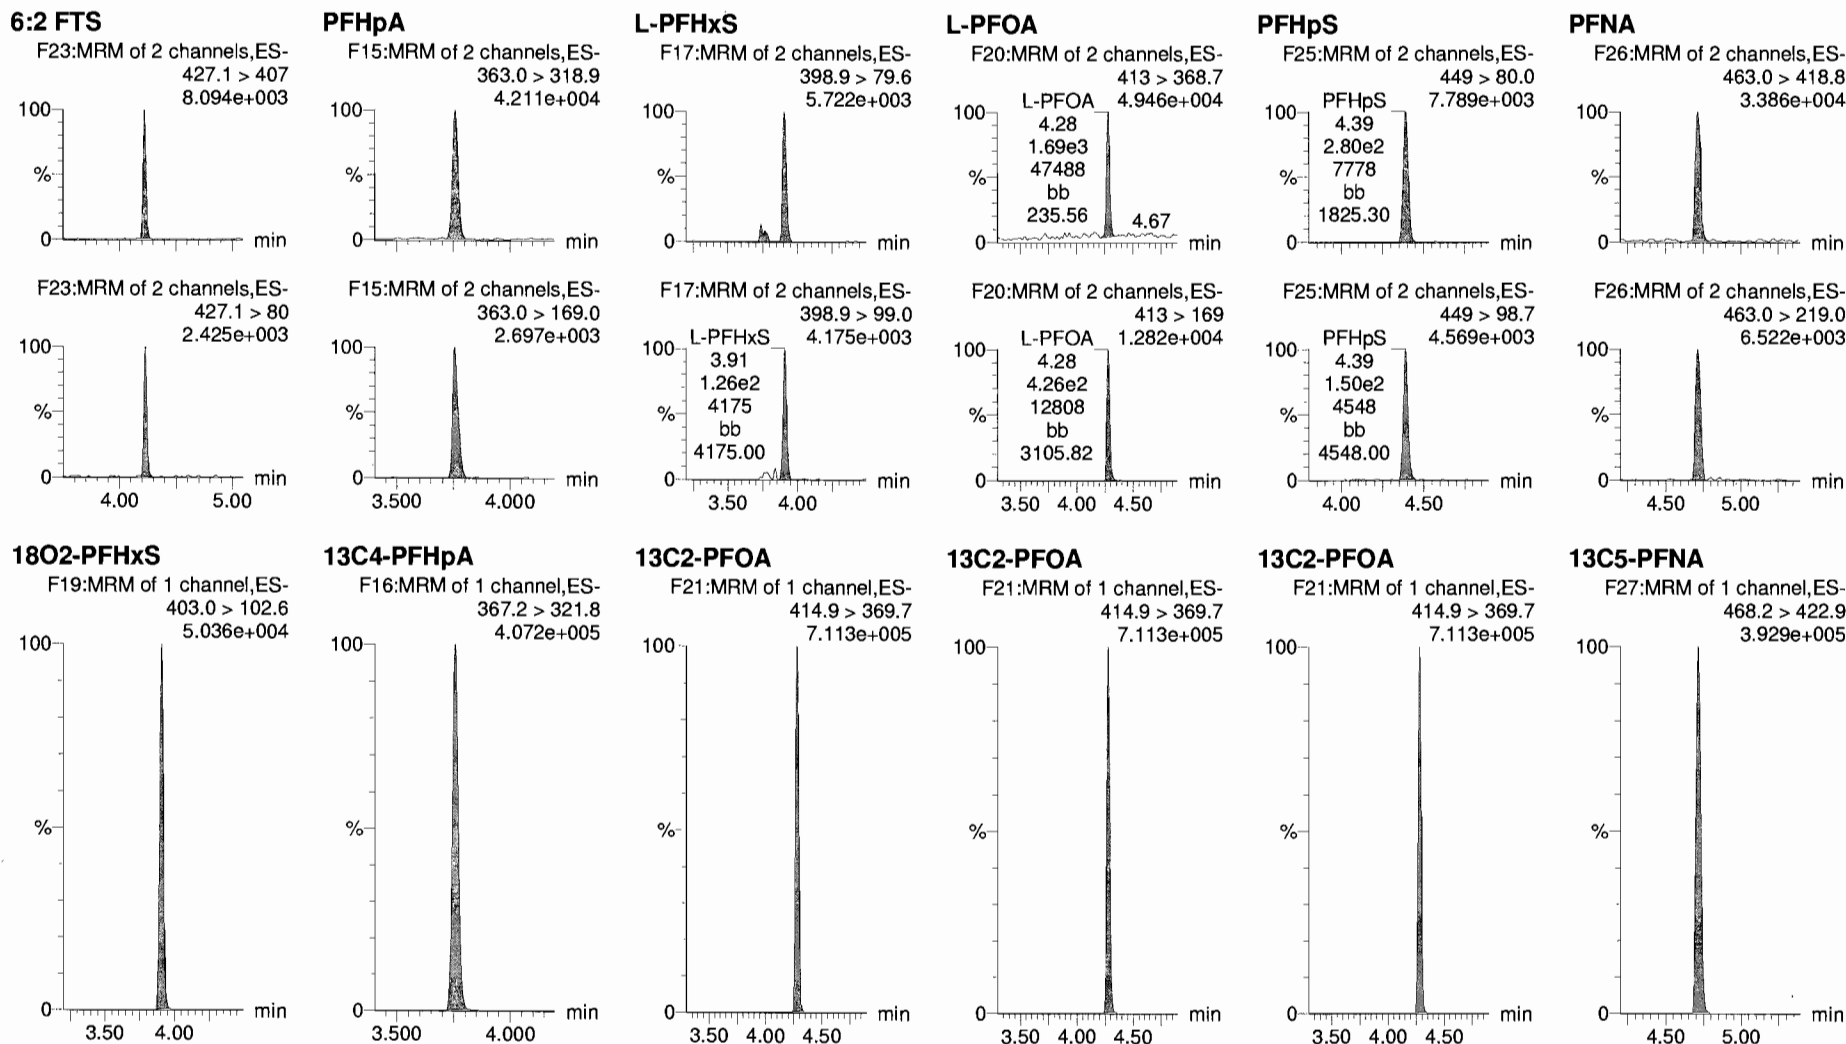 6:2 FTS
F23:MRM of 2 channels,ES-
427.1 > 407
8.094e+003
100
%
0
min
PFHpA
F15:MRM of 2 channels,ES-
363.0 > 318.9
4.211e+004
100
%
0
min
L-PFHxS
F17:MRM of 2 channels,ES-
398.9 > 79.6
5.722e+003
100
%
0
min
L-PFOA
F20:MRM of 2 channels,ES-
413 > 368.7
4.946e+004
100
L-PFOA
4.28
1.69e3
47488
bb
235.56
4.67
%
0
min
PFHpS
F25:MRM of 2 channels,ES-
449 > 80.0
7.789e+003
100
PFHpS
4.39
2.80e2
7778
bb
1825.30
%
0
min
PFNA
F26:MRM of 2 channels,ES-
463.0 > 418.8
3.386e+004
100
%
0
min
F23:MRM of 2 channels,ES-
427.1 > 80
2.425e+003
100
%
0
min
4.00 5.00
F15:MRM of 2 channels,ES-
363.0 > 169.0
2.697e+003
100
%
0
min
3.500 4.000
F17:MRM of 2 channels,ES-
398.9 > 99.0
4.175e+003
100
L-PFHxS
3.91
1.26e2
4175
bb
4175.00
%
0
min
3.50 4.00
F20:MRM of 2 channels,ES-
413 > 169
1.282e+004
100
L-PFOA
4.28
4.26e2
12808
bb
3105.82
%
0
min
3.50 4.00 4.50
F25:MRM of 2 channels,ES-
449 > 98.7
4.569e+003
100
PFHpS
4.39
1.50e2
4548
bb
4548.00
%
0
min
4.00 4.50
F26:MRM of 2 channels,ES-
463.0 > 219.0
6.522e+003
100
%
0
min
4.50 5.00
18O2-PFHxS
F19:MRM of 1 channel,ES-
403.0 > 102.6
5.036e+004
100
%
0
min
3.50 4.00
13C4-PFHpA
F16:MRM of 1 channel,ES-
367.2 > 321.8
4.072e+005
100
%
0
min
3.500 4.000
13C2-PFOA
F21:MRM of 1 channel,ES-
414.9 > 369.7
7.113e+005
100
%
0
min
3.50 4.00 4.50
13C2-PFOA
F21:MRM of 1 channel,ES-
414.9 > 369.7
7.113e+005
100
%
0
min
3.50 4.00 4.50
13C2-PFOA
F21:MRM of 1 channel,ES-
414.9 > 369.7
7.113e+005
100
%
0
min
3.50 4.00 4.50
13C5-PFNA
F27:MRM of 1 channel,ES-
468.2 > 422.9
3.929e+005
100
%
0
min
4.50 5.00